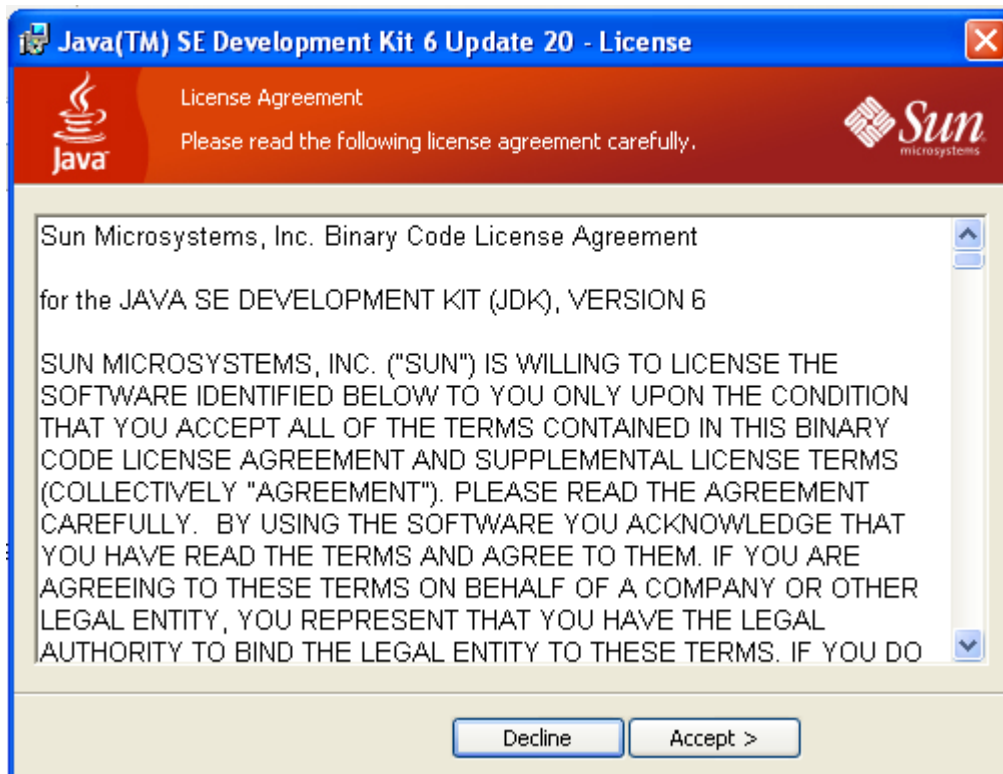 Java(TM) SE Development Kit 6 Update 20 - License
License Agreement
Please read the following license agreement carefully.
Java
Sun
microsystems
Sun Microsystems, Inc. Binary Code License Agreement
for the JAVA SE DEVELOPMENT KIT (JDK), VERSION 6
SUN MICROSYSTEMS, INC. ("SUN") IS WILLING TO LICENSE THE
SOFTWARE IDENTIFIED BELOW TO YOU ONLY UPON THE CONDITION
THAT YOU ACCEPT ALL OF THE TERMS CONTAINED IN THIS BINARY
CODE LICENSE AGREEMENT AND SUPPLEMENTAL LICENSE TERMS
(COLLECTIVELY "AGREEMENT"). PLEASE READ THE AGREEMENT
CAREFULLY.  BY USING THE SOFTWARE YOU ACKNOWLEDGE THAT
YOU HAVE READ THE TERMS AND AGREE TO THEM. IF YOU ARE
AGREEING TO THESE TERMS ON BEHALF OF A COMPANY OR OTHER
LEGAL ENTITY, YOU REPRESENT THAT YOU HAVE THE LEGAL
AUTHORITY TO BIND THE LEGAL ENTITY TO THESE TERMS. IF YOU DO
Decline
Accept >